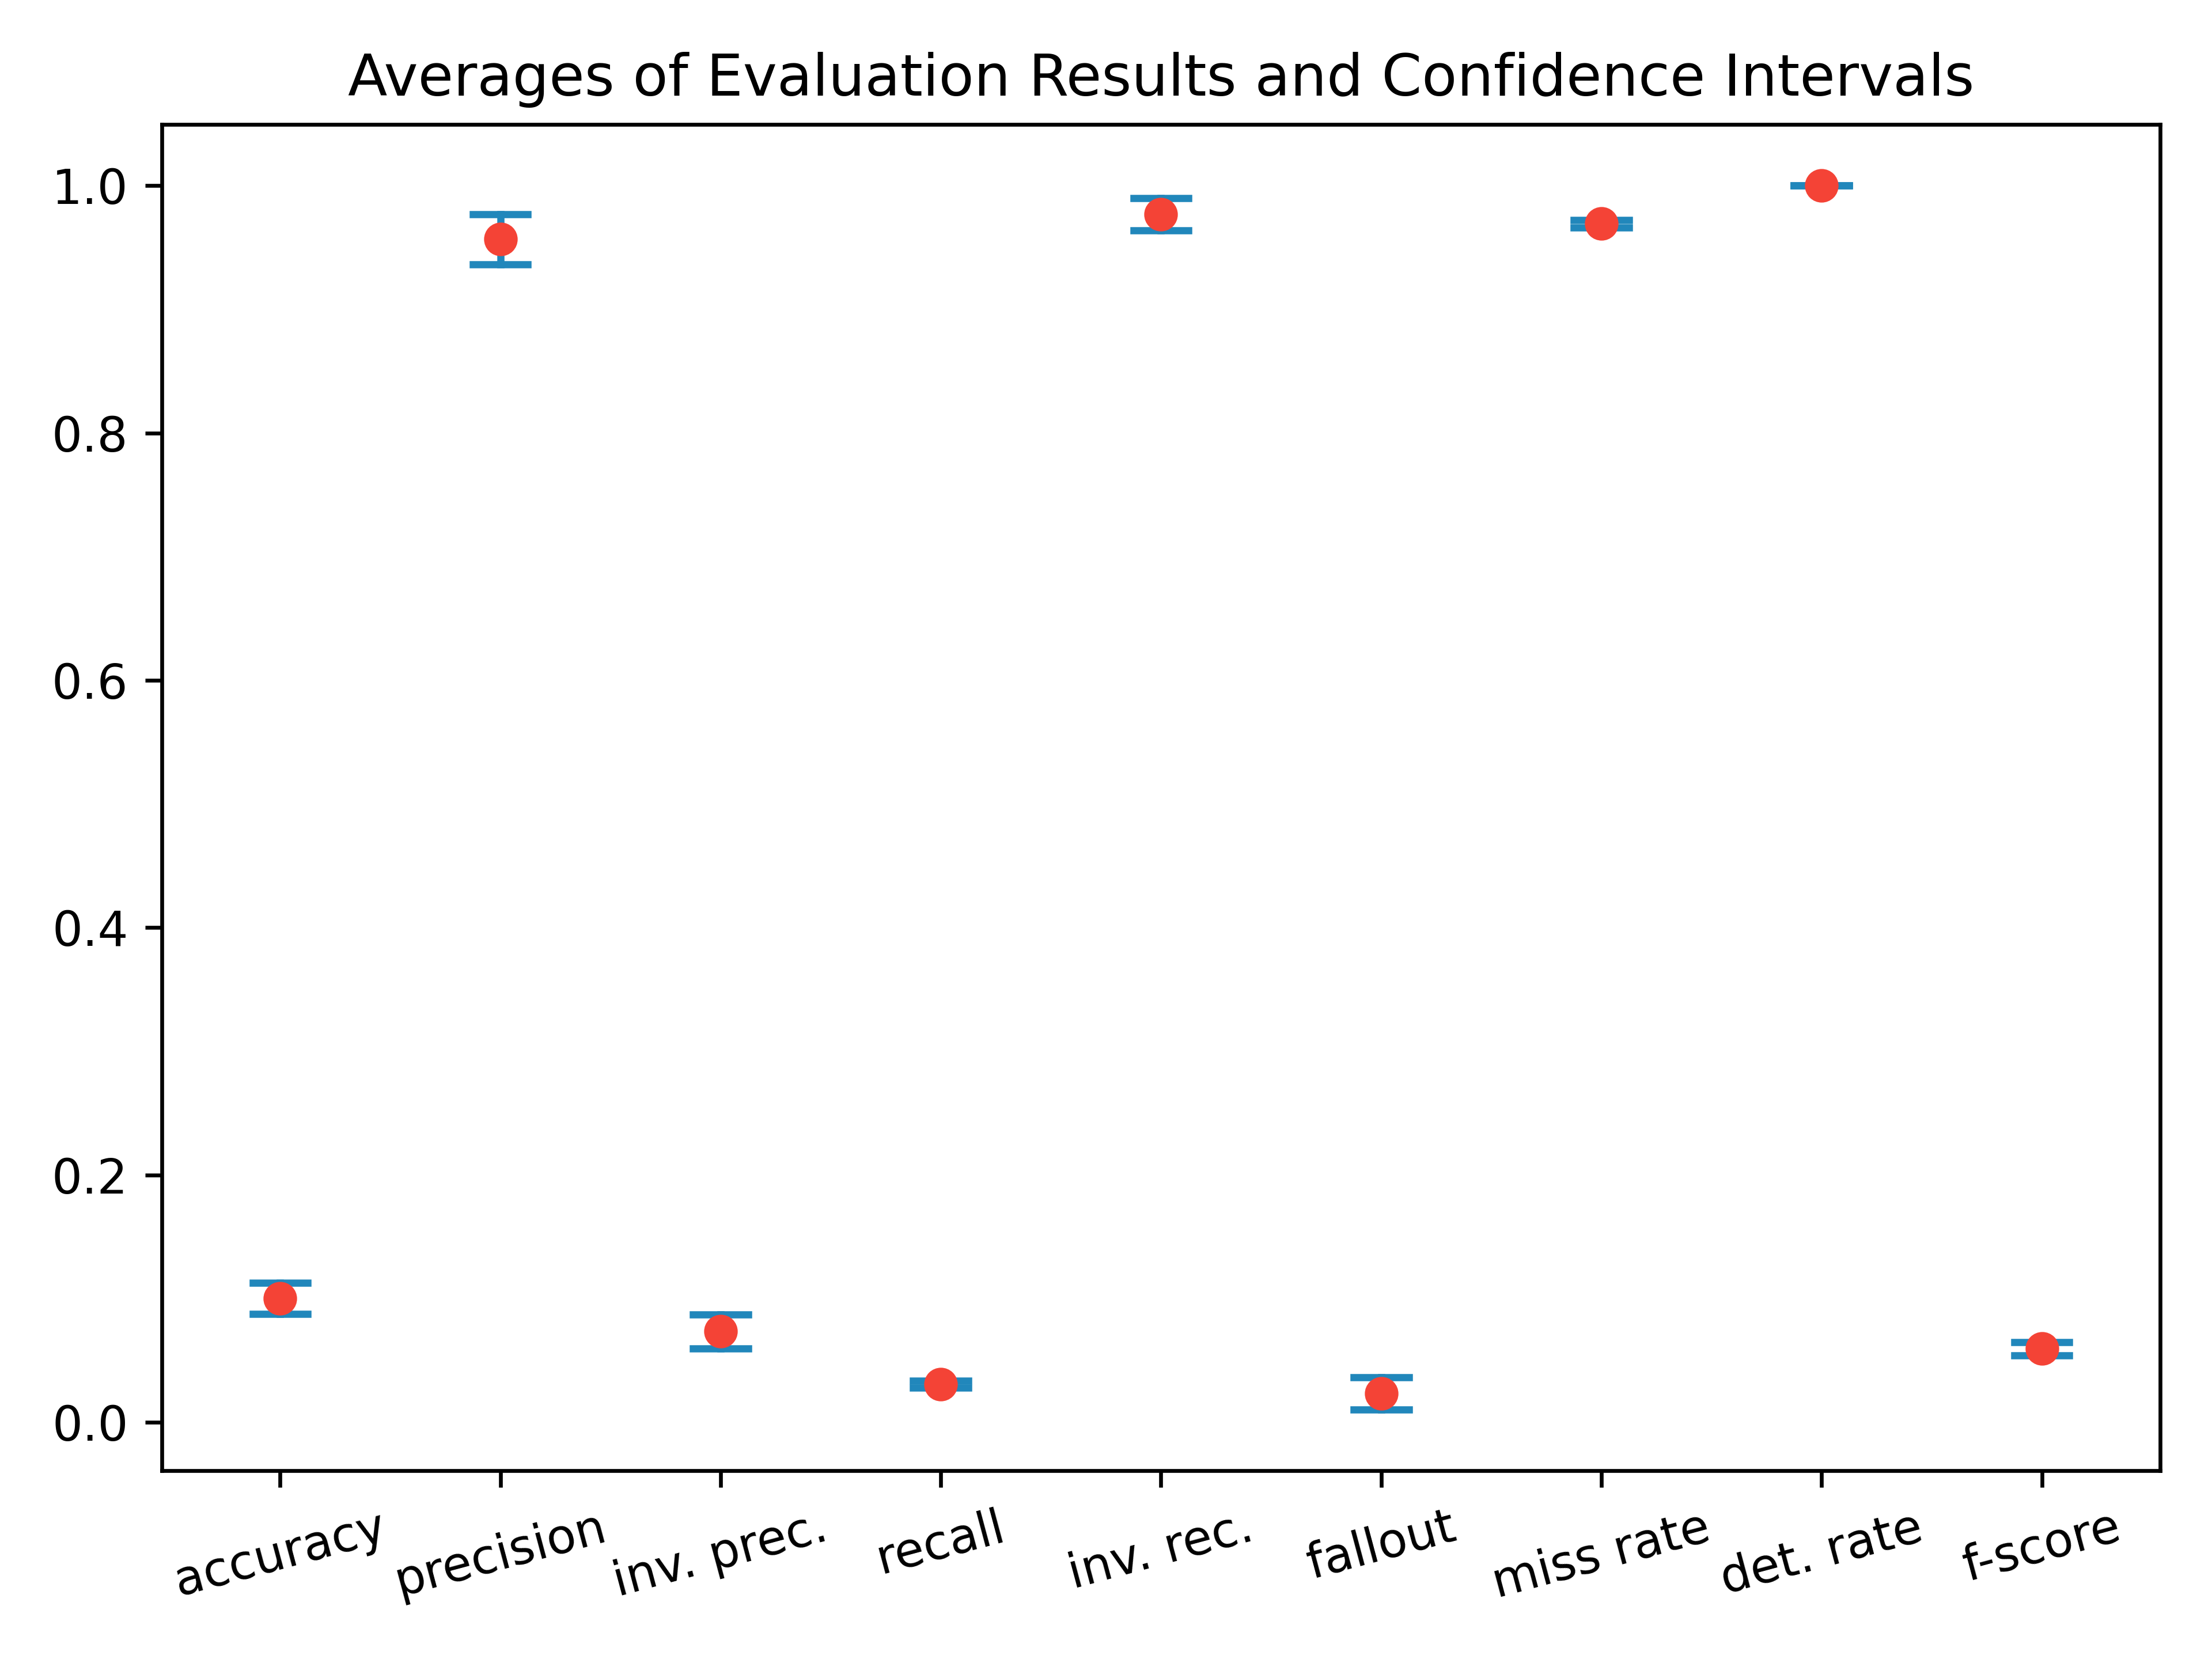 Averages of Evaluation Results and Confidence Intervals
1.0
0.8
0.6
0.4
0.2
0.0
accuracy
precision
inv. prec.
recall
inv. rec.
fallout
miss rate
det. rate
f-score